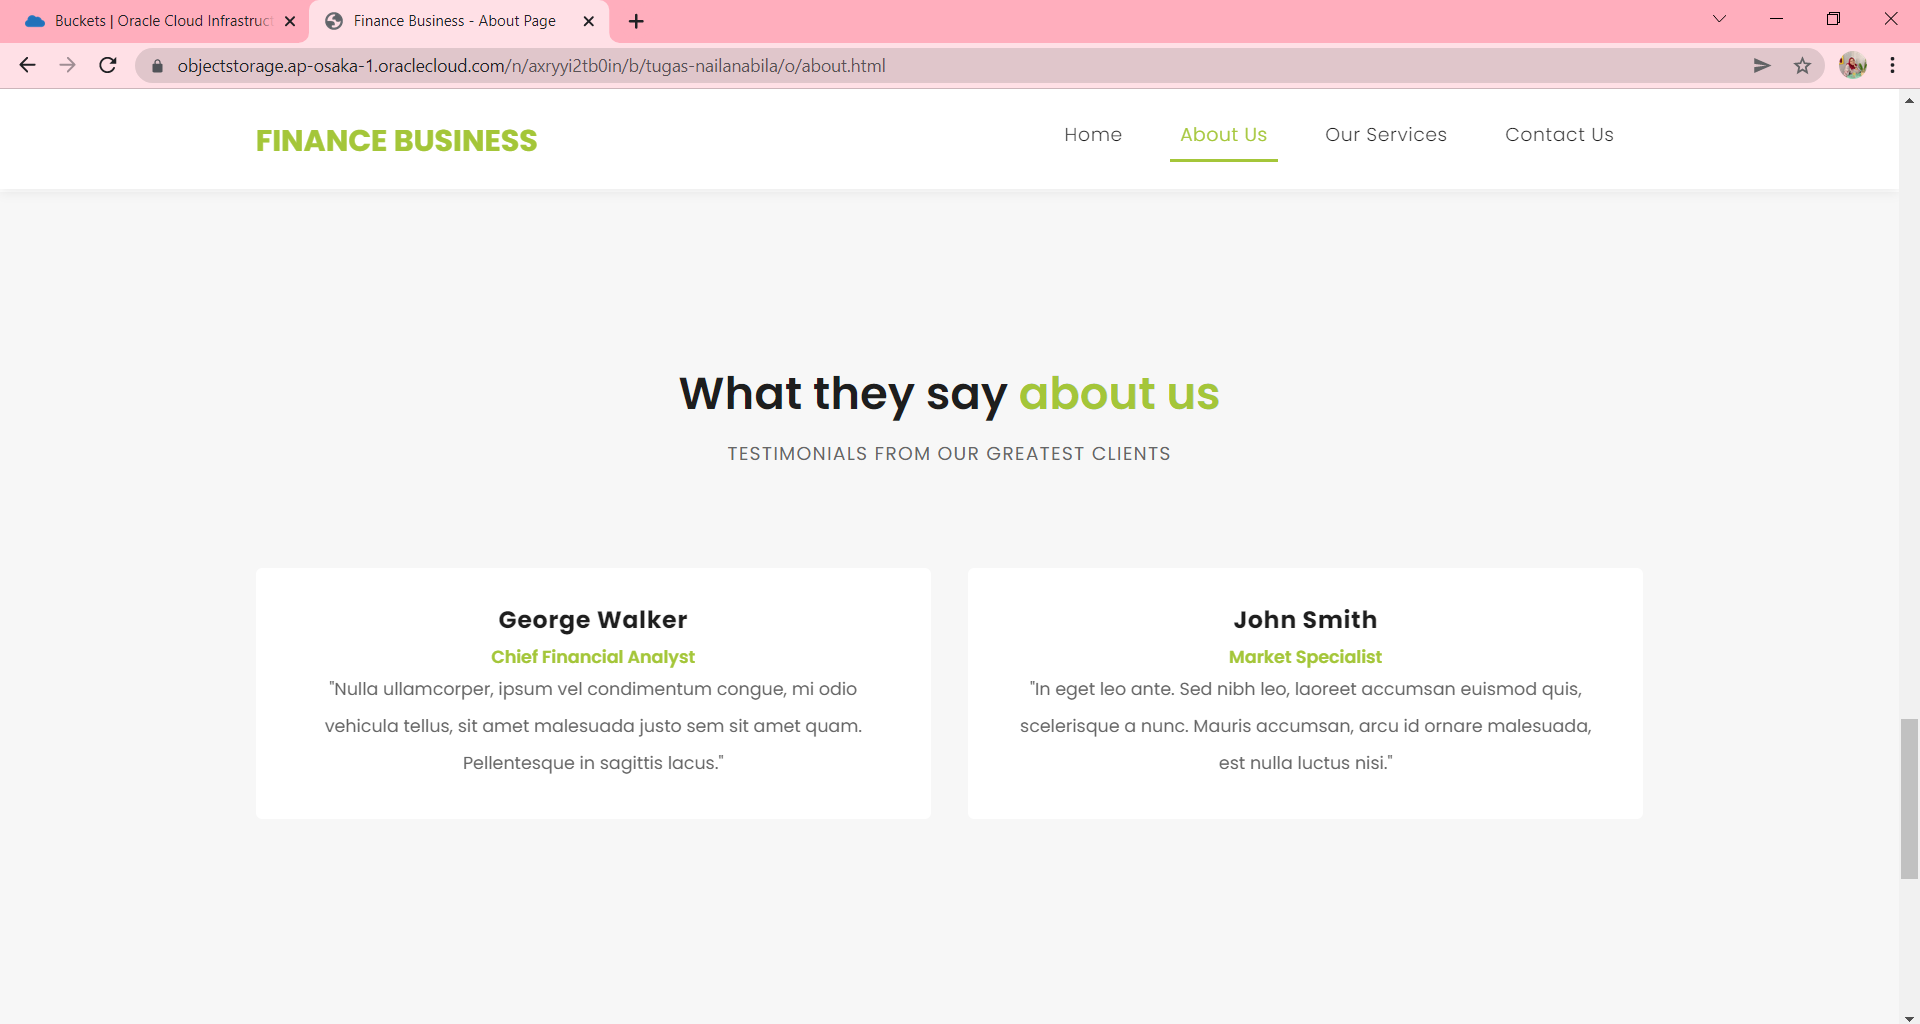 Buckets | Oracle Cloud Infrastruct
Finance Business - About Page
objectstorage.ap-osaka-1.oraclecloud.com/n/axryyi2tb0in/b/tugas-nailanabila/o/about.html
FINANCE BUSINESS
Home
About Us
Our Services
Contact Us
What they say about us
TESTIMONIALS FROM OUR GREATEST CLIENTS
George Walker
Chief Financial Analyst
"Nulla ullamcorper, ipsum vel condimentum congue, mi odio
vehicula tellus, sit amet malesuada justo sem sit amet quam.
Pellentesque in sagittis lacus."
John Smith
Market Specialist
"In eget leo ante. Sed nibh leo, laoreet accumsan euismod quis,
scelerisque a nunc. Mauris accumsan, arcu id ornare malesuada,
est nulla luctus nisi."